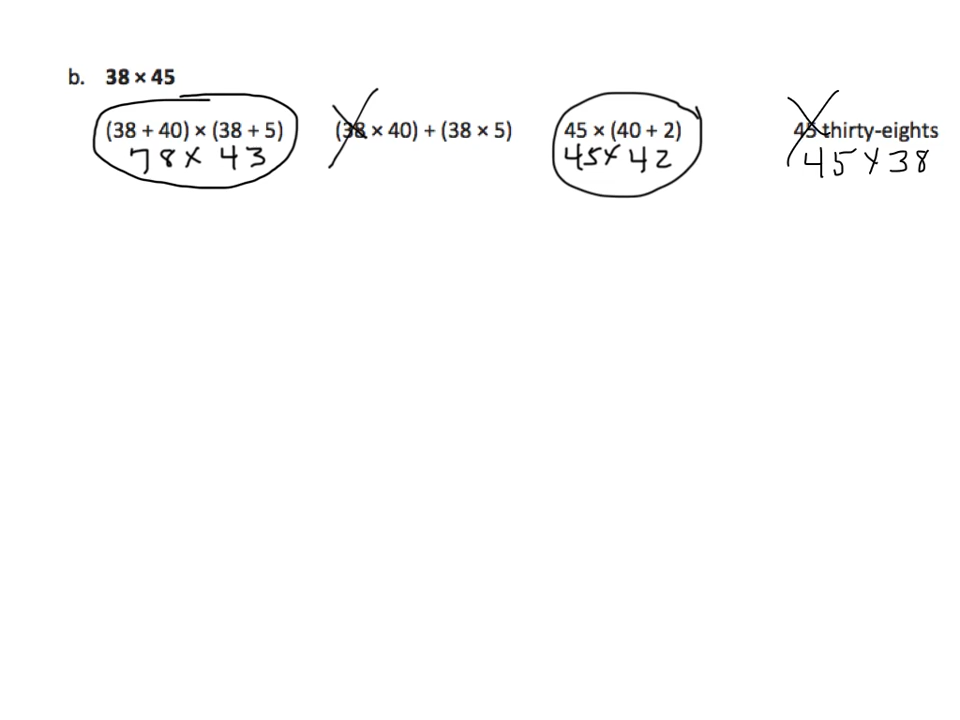 b. 38 × 45
(38 + 40) × (38 + 5) (38 × 40) + (38 × 5) 45 × (40 + 2) 45 thirty-eights
78 × 43 45 × 42 45 × 38